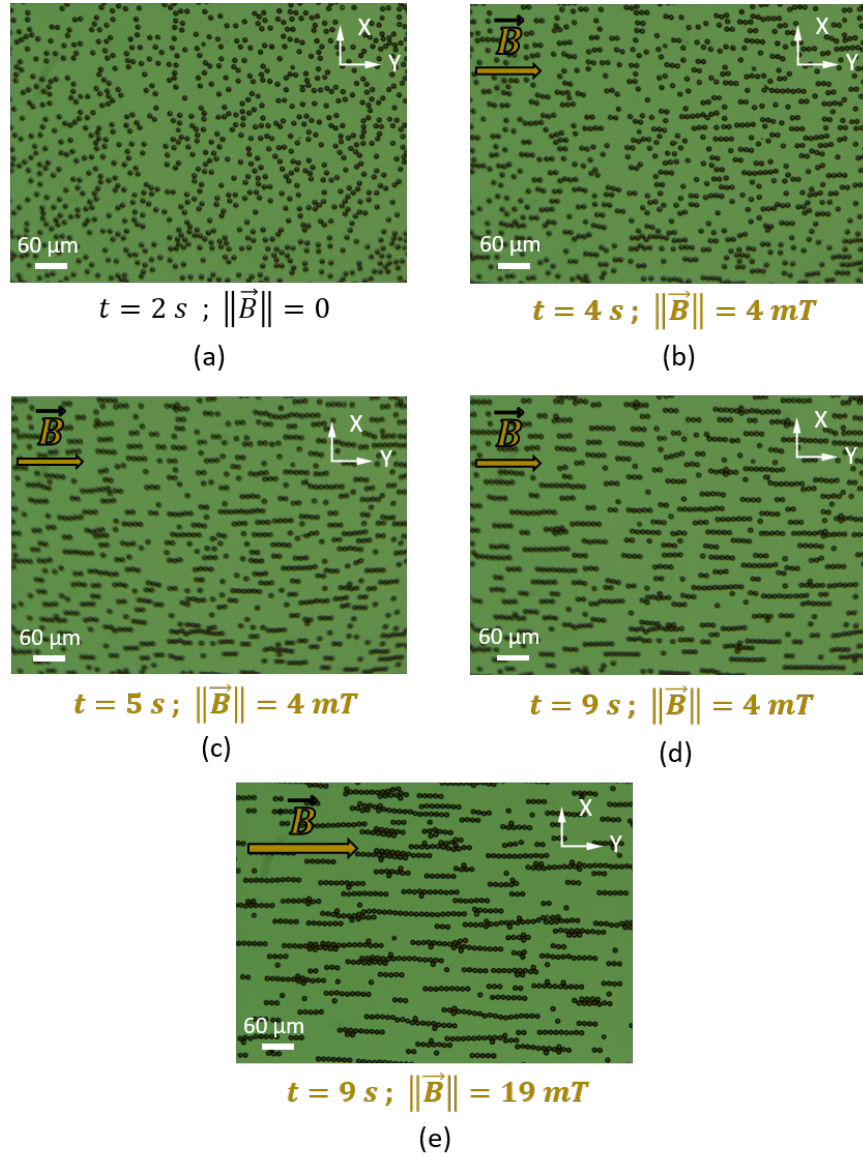 X
Y
60 μm
t = 2 s ; ‖B⃗‖ = 0
(a)
B⃗
X
Y
60 μm
t = 4 s ; ‖B⃗‖ = 4 mT
(b)
B⃗
X
Y
60 μm
t = 5 s ; ‖B⃗‖ = 4 mT
(c)
B⃗
X
Y
60 μm
t = 9 s ; ‖B⃗‖ = 4 mT
(d)
B⃗
X
Y
60 μm
t = 9 s ; ‖B⃗‖ = 19 mT
(e)